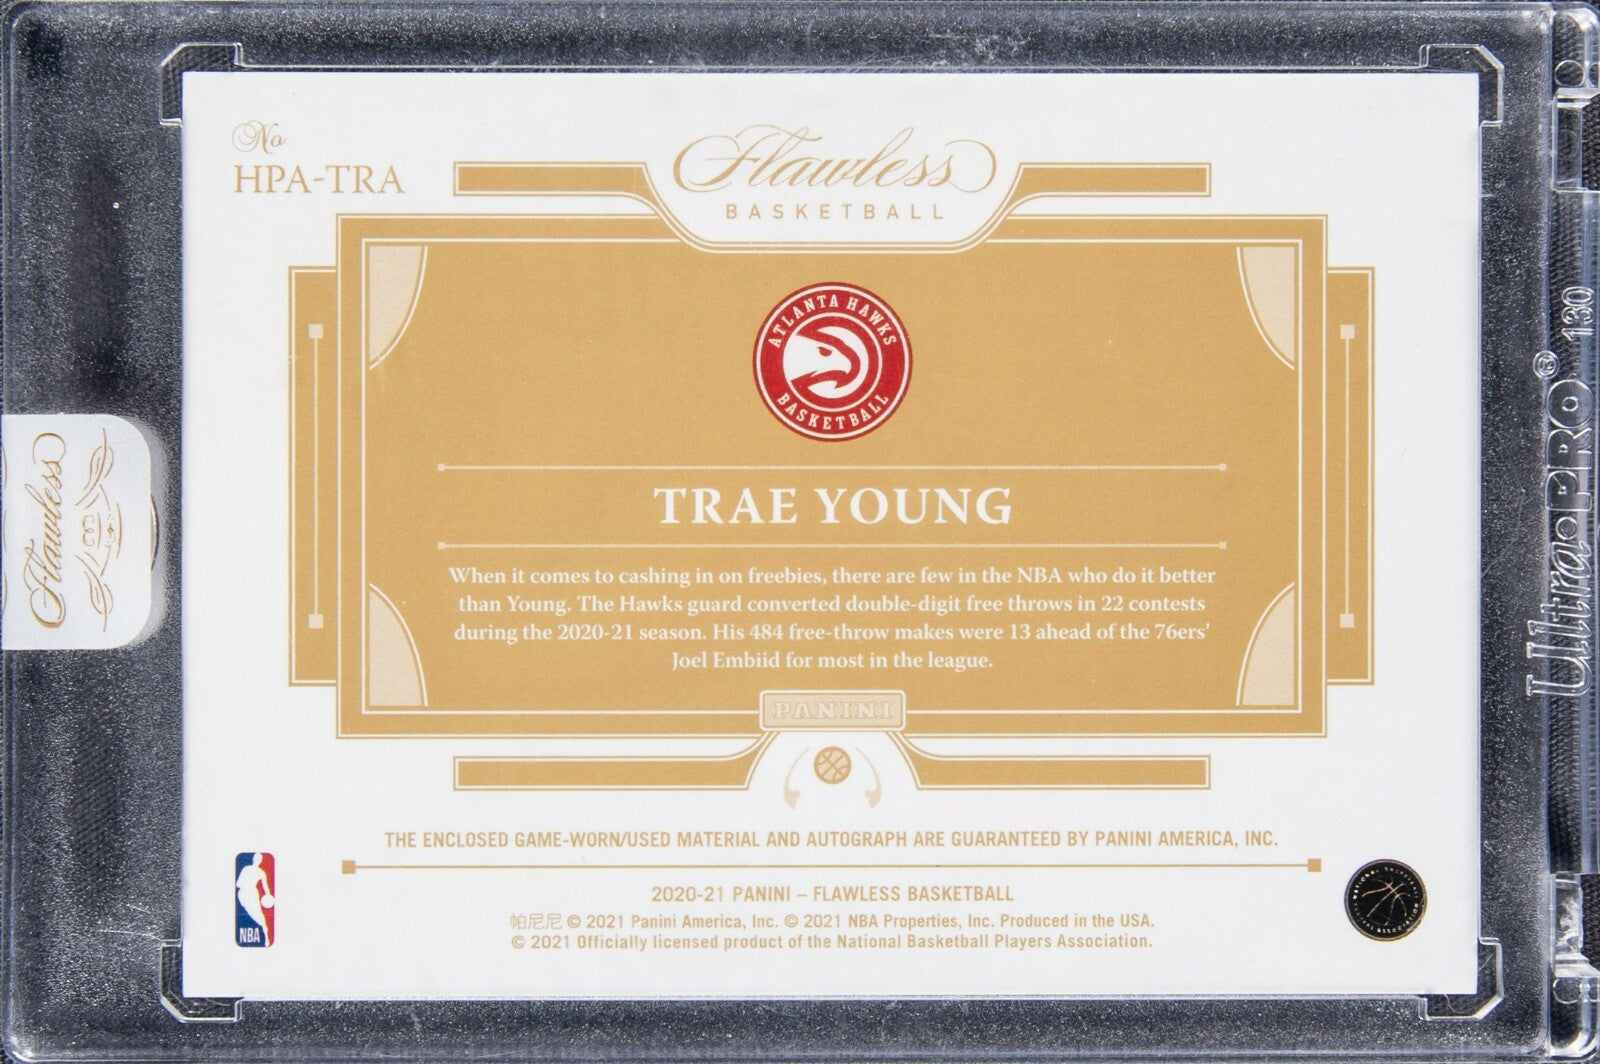 No
HPA-TRA
Flawless
BASKETBALL
ATLANTA HAWKS
BASKETBALL
TRAE YOUNG
When it comes to cashing in on freebies, there are few in the NBA who do it better
than Young. The Hawks guard converted double-digit free throws in 22 contests
during the 2020-21 season. His 484 free-throw makes were 13 ahead of the 76ers'
Joel Embiid for most in the league.
PANINI
THE ENCLOSED GAME-WORN/USED MATERIAL AND AUTOGRAPH ARE GUARANTEED BY PANINI AMERICA, INC.
2020-21 PANINI – FLAWLESS BASKETBALL
帕尼尼 © 2021 Panini America, Inc. © 2021 NBA Properties, Inc. Produced in the USA.
© 2021 Officially licensed product of the National Basketball Players Association.
NBA
Flawless
UltraPRO® 130